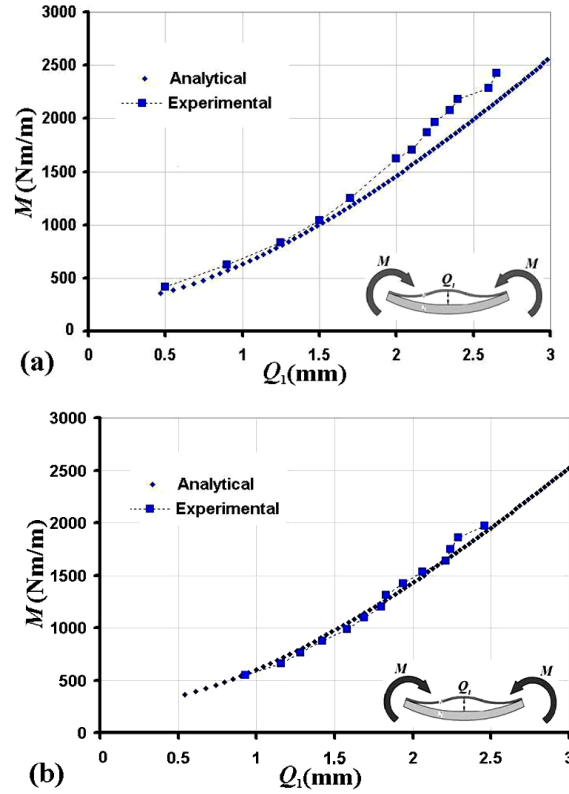 3000
2500
2000
1500
1000
500
0
M (Nm/m)
Analytical
Experimental
M
Q₁
M
0
0.5
1
1.5
2
2.5
3
Q₁(mm)
(a)
3000
2500
2000
1500
1000
500
0
M (Nm/m)
Analytical
Experimental
M
Q₁
M
0
0.5
1
1.5
2
2.5
3
Q₁(mm)
(b)